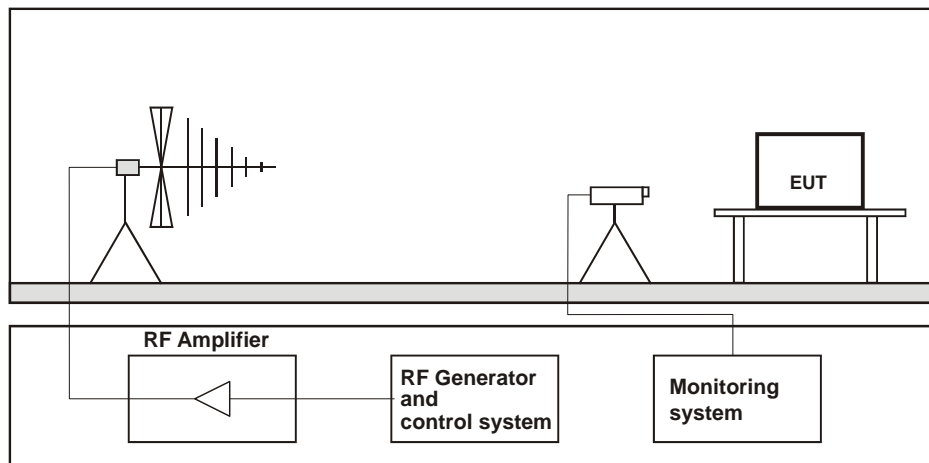 EUT
RF Amplifier
RF Generator
and
control system
Monitoring
system